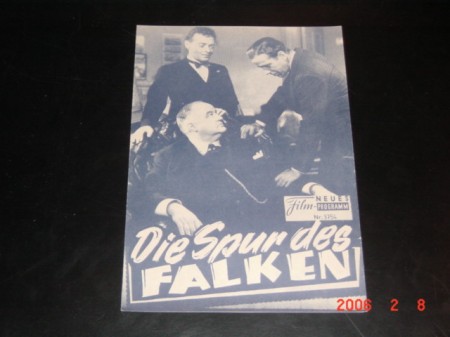 NEUES
Film-
PROGRAMM
Die Spur des
FALKEN
2006 2 8